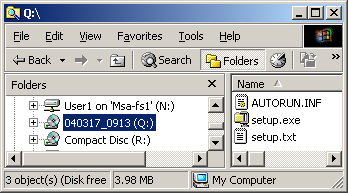 Q:\
File Edit View Favorites Tools Help
Back Search Folders
Folders
User1 on 'Msa-fs1' (N:)
040317_0913 (Q:)
Compact Disc (R:)
Name
AUTORUN.INF
setup.exe
setup.txt
3 object(s) (Disk free 3.98 MB My Computer